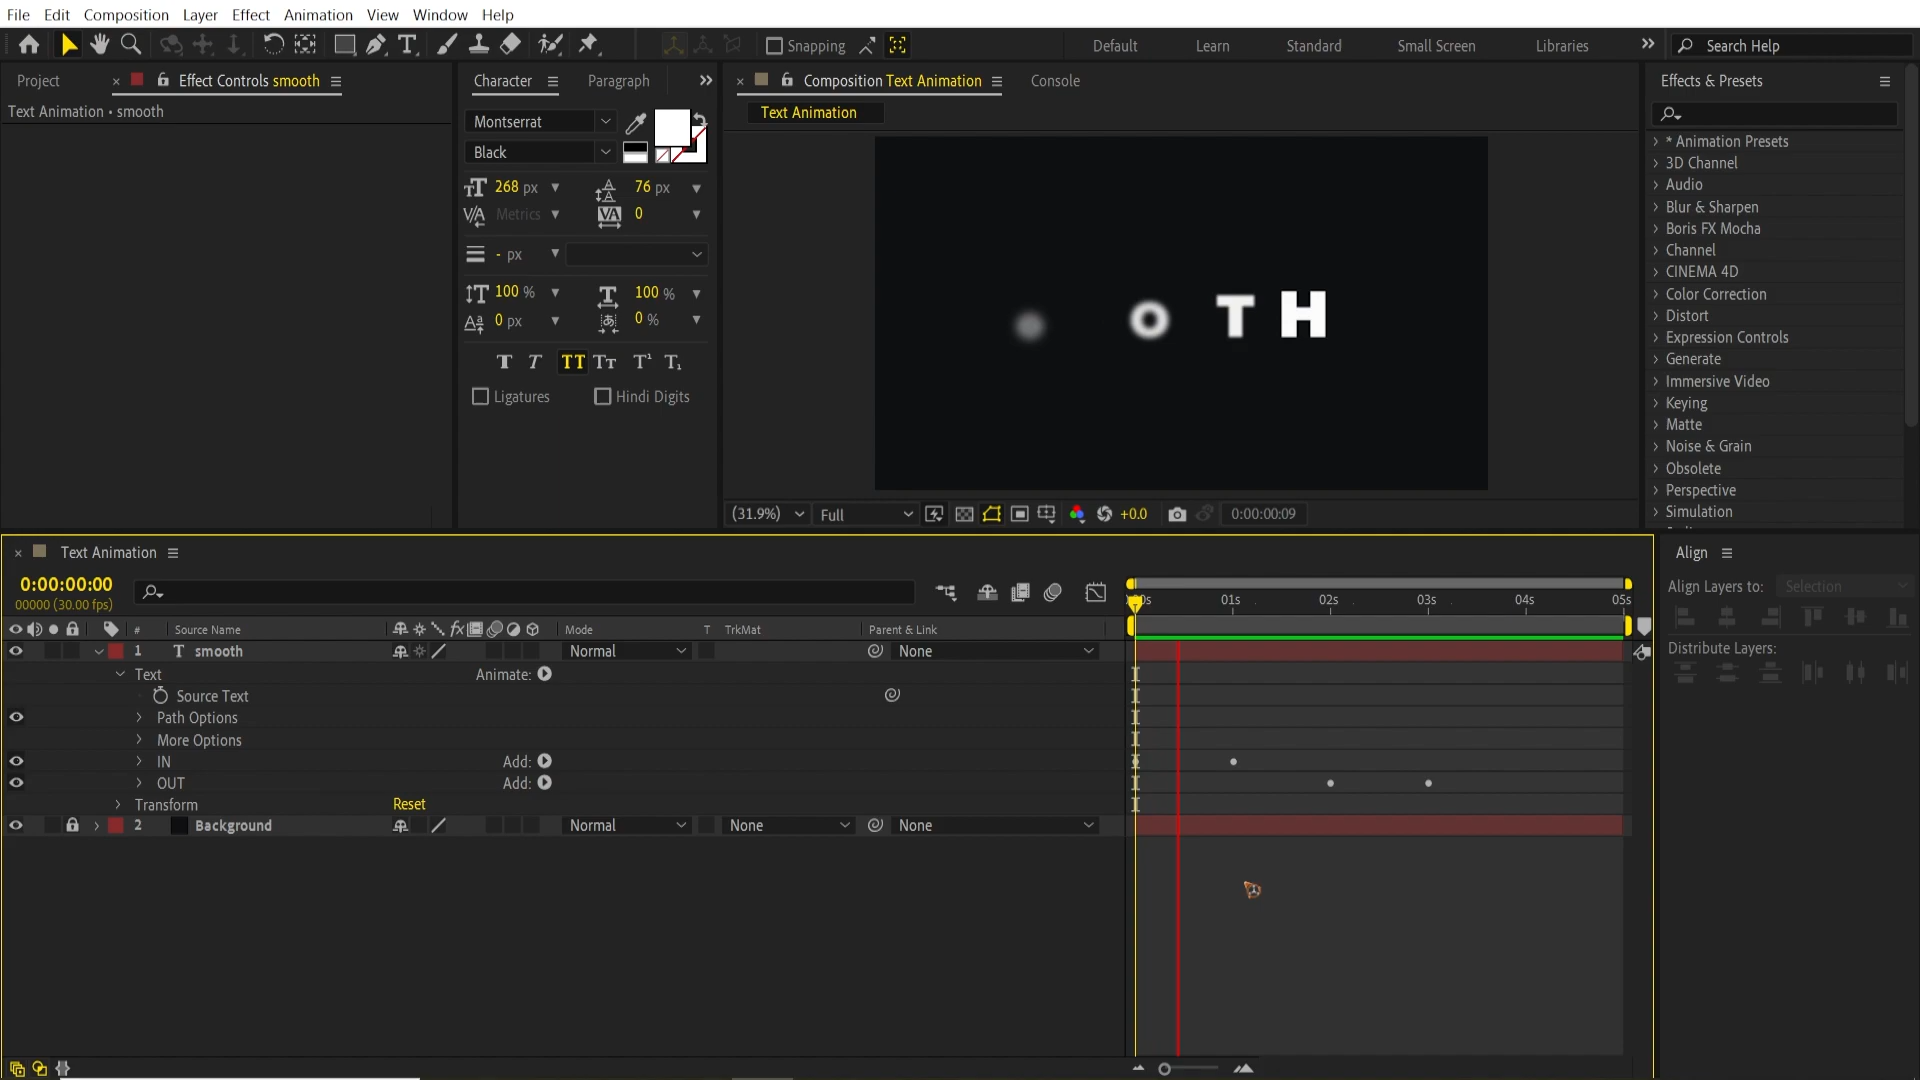 File Edit Composition Layer Effect Animation View Window Help
Snapping Default Learn Standard Small Screen Libraries Search Help
Project Effect Controls smooth
Text Animation • smooth
Character Paragraph
Montserrat
Black
268 px 76 px
Metrics 0
- px
100 % 100 %
0 px 0 %
Ligatures Hindi Digits
Composition Text Animation Console
Text Animation
O T H
(31.9%) Full +0.0 0:00:00:09
Effects & Presets
* Animation Presets
3D Channel
Audio
Blur & Sharpen
Boris FX Mocha
Channel
CINEMA 4D
Color Correction
Distort
Expression Controls
Generate
Immersive Video
Keying
Matte
Noise & Grain
Obsolete
Perspective
Simulation
Text Animation
0:00:00:00
00000 (30.00 fps)
01s 02s 03s 04s 05s
# Source Name Mode T TrkMat Parent & Link
1 T smooth Normal None
Text Animate:
Source Text
Path Options
More Options
IN Add:
OUT Add:
Transform Reset
2 Background Normal None None
Align
Align Layers to: Selection
Distribute Layers: